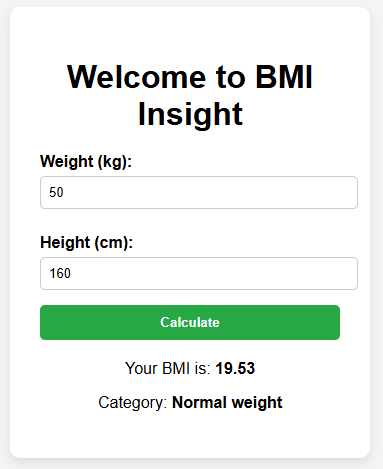 Welcome to BMI
Insight
Weight (kg):
50
Height (cm):
160
Calculate
Your BMI is: 19.53
Category: Normal weight